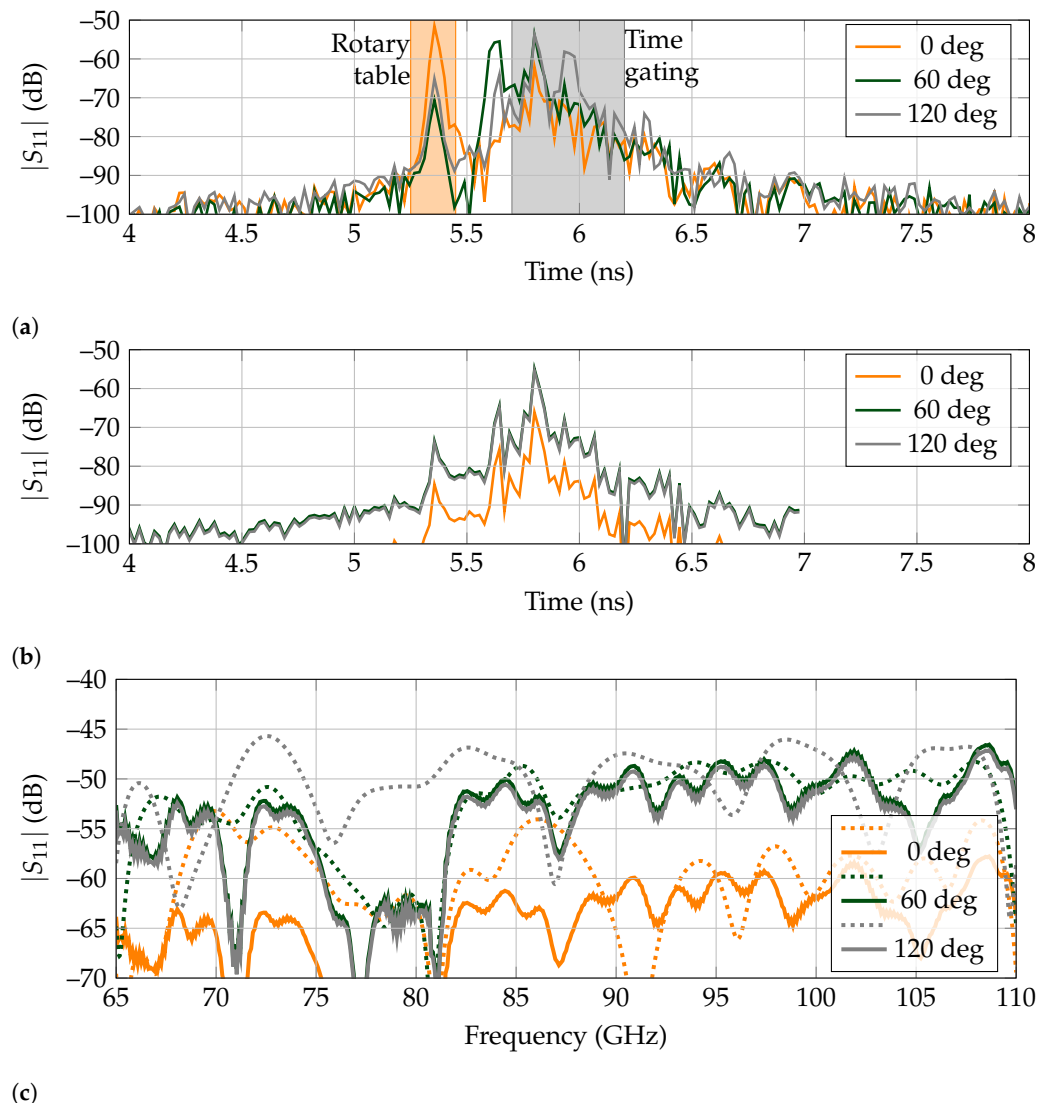 −50
−60
−70
−80
−90
−100
|S11| (dB)
Rotary
table
Time
gating
0 deg
60 deg
120 deg
4 4.5 5 5.5 6 6.5 7 7.5 8
Time (ns)
(a)
−50
−60
−70
−80
−90
−100
|S11| (dB)
0 deg
60 deg
120 deg
4 4.5 5 5.5 6 6.5 7 7.5 8
Time (ns)
(b)
−40
−45
−50
−55
−60
−65
−70
|S11| (dB)
0 deg
60 deg
120 deg
65 70 75 80 85 90 95 100 105 110
Frequency (GHz)
(c)